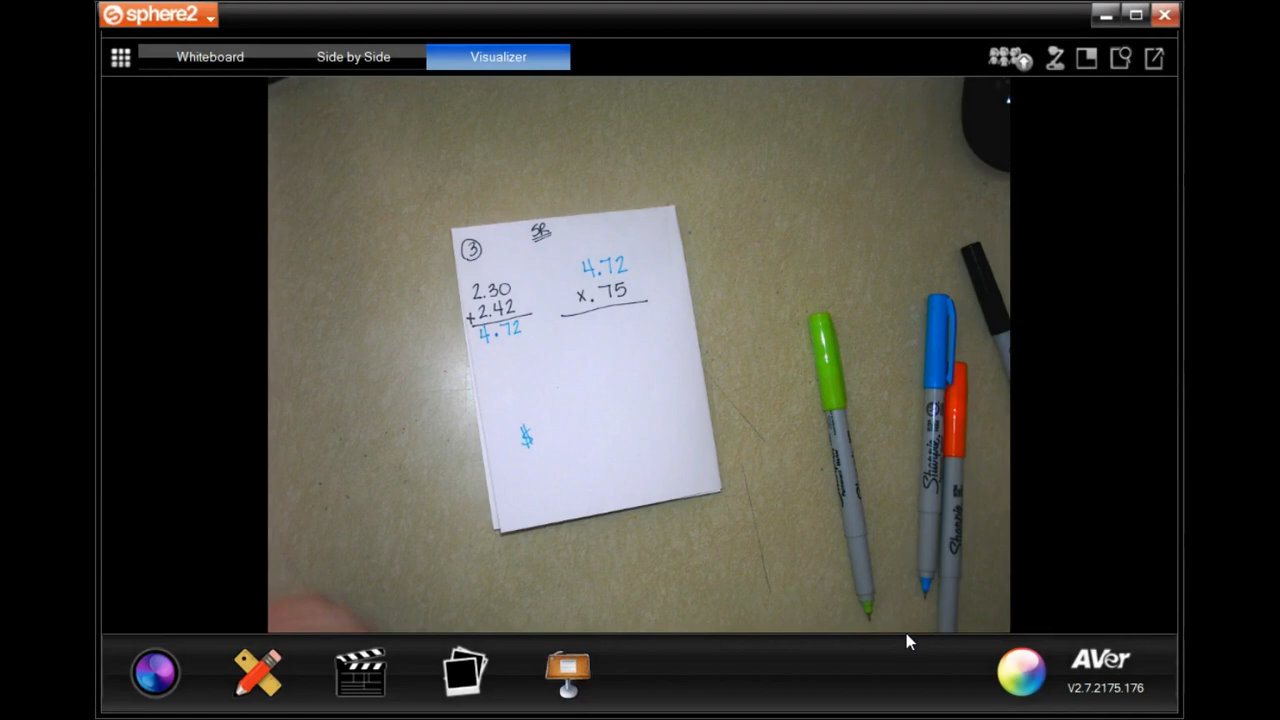 sphere2
Whiteboard
Side by Side
Visualizer
3
SR
2.30
+2.42
4.72
4.72
x.75
$
Sharpie
Sharpie
AVer
V2.7.2175.176